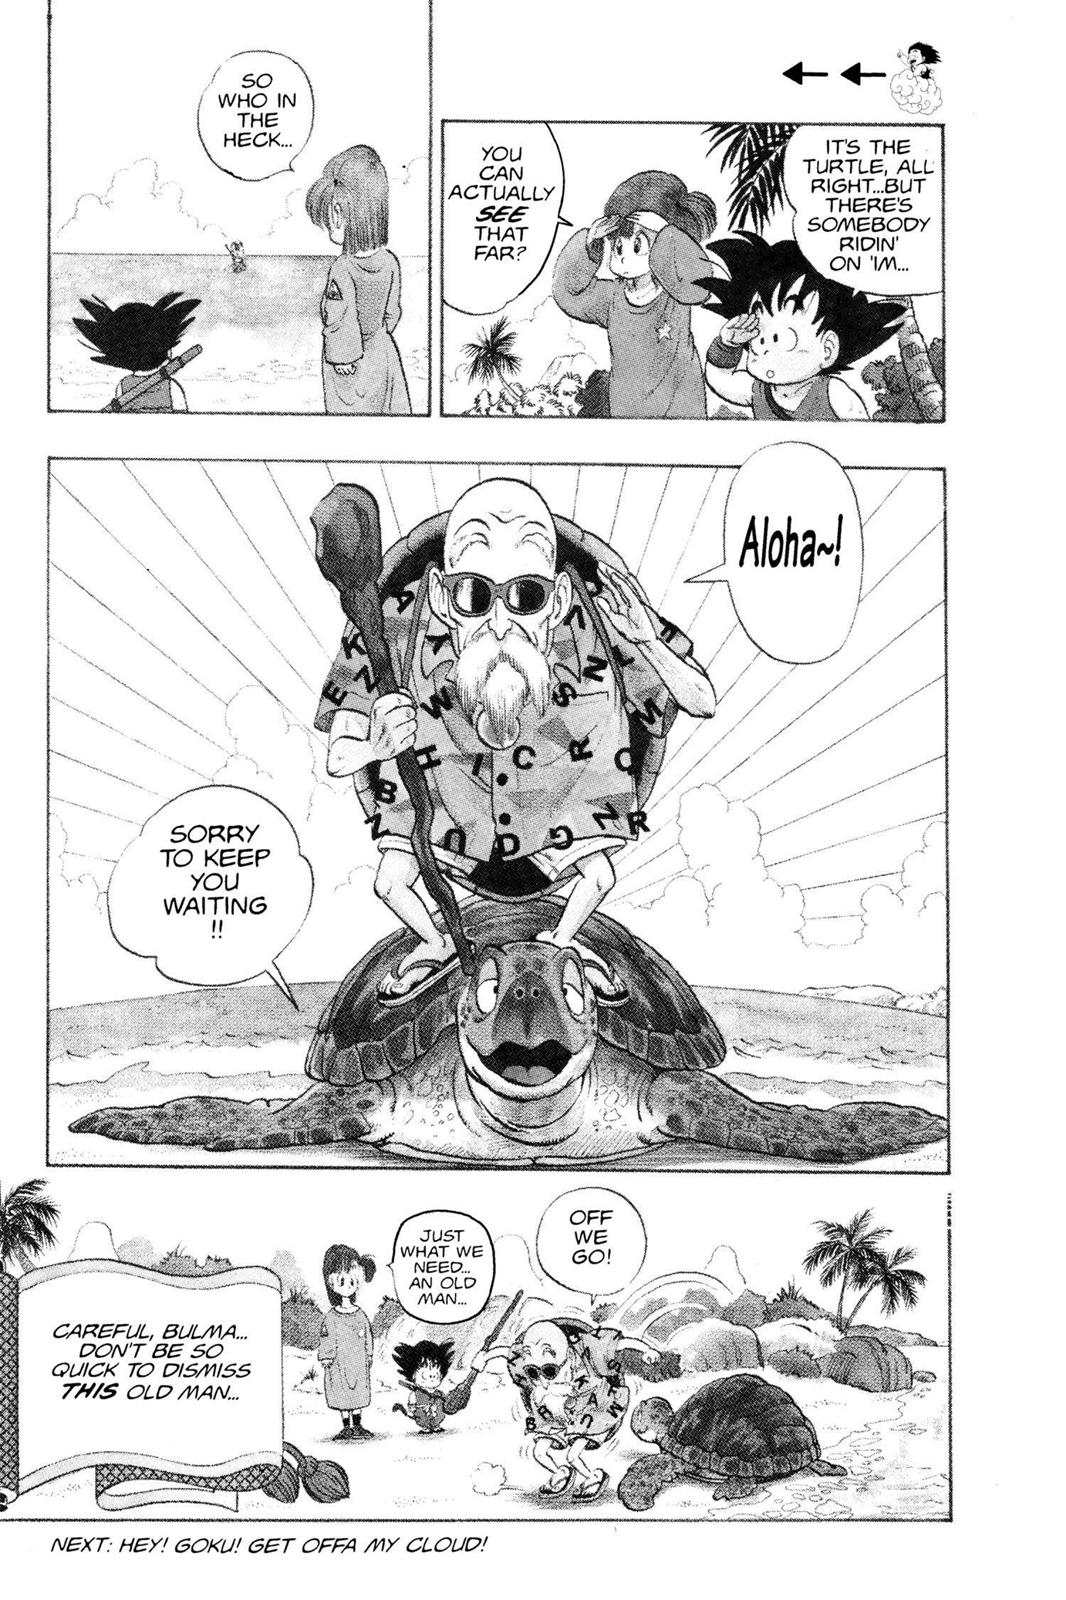 IT'S THE
TURTLE, ALL
RIGHT...BUT
THERE'S
SOMEBODY
RIDIN'
ON 'IM...
YOU
CAN
ACTUALLY
SEE
THAT
FAR?
SO
WHO IN
THE
HECK...
Aloha~!
SORRY
TO KEEP
YOU
WAITING
!!
OFF
WE
GO!
JUST
WHAT WE
NEED...
AN OLD
MAN...
CAREFUL, BULMA...
DON'T BE SO
QUICK TO DISMISS
THIS OLD MAN...
NEXT: HEY! GOKU! GET OFFA MY CLOUD!